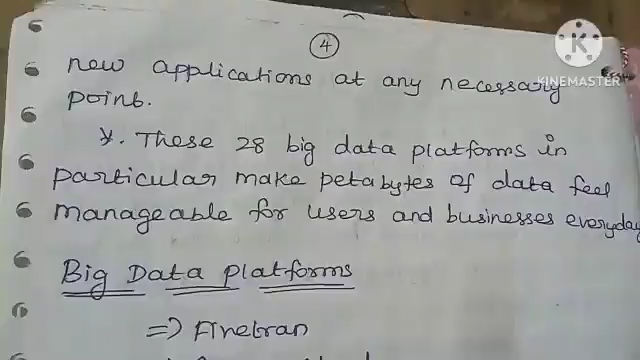 4
new applications at any necessary
point.
KINEMASTER
*. These 28 big data platforms in
particular make petabytes of data feel
manageable for users and businesses everyday
Big Data Platforms
=> Fivetran